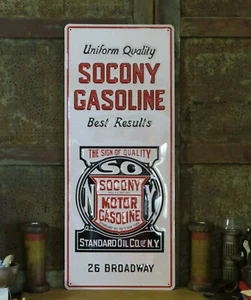 Uniform Quality
SOCONY
GASOLINE
Best Results
THE SIGN OF QUALITY
SO
SOCONY
MOTOR
GASOLINE
STANDARD OIL CO. OF N.Y.
26 BROADWAY